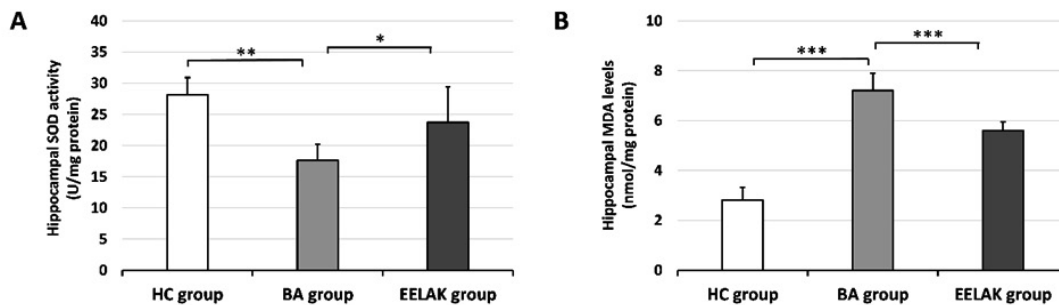 A
Hippocampal SOD activity
(U/mg protein)
40
35
30
25
20
15
10
5
0
**
*
HC group
BA group
EELAK group
B
Hippocampal MDA levels
(nmol/mg protein)
10
8
6
4
2
0
***
***
HC group
BA group
EELAK group